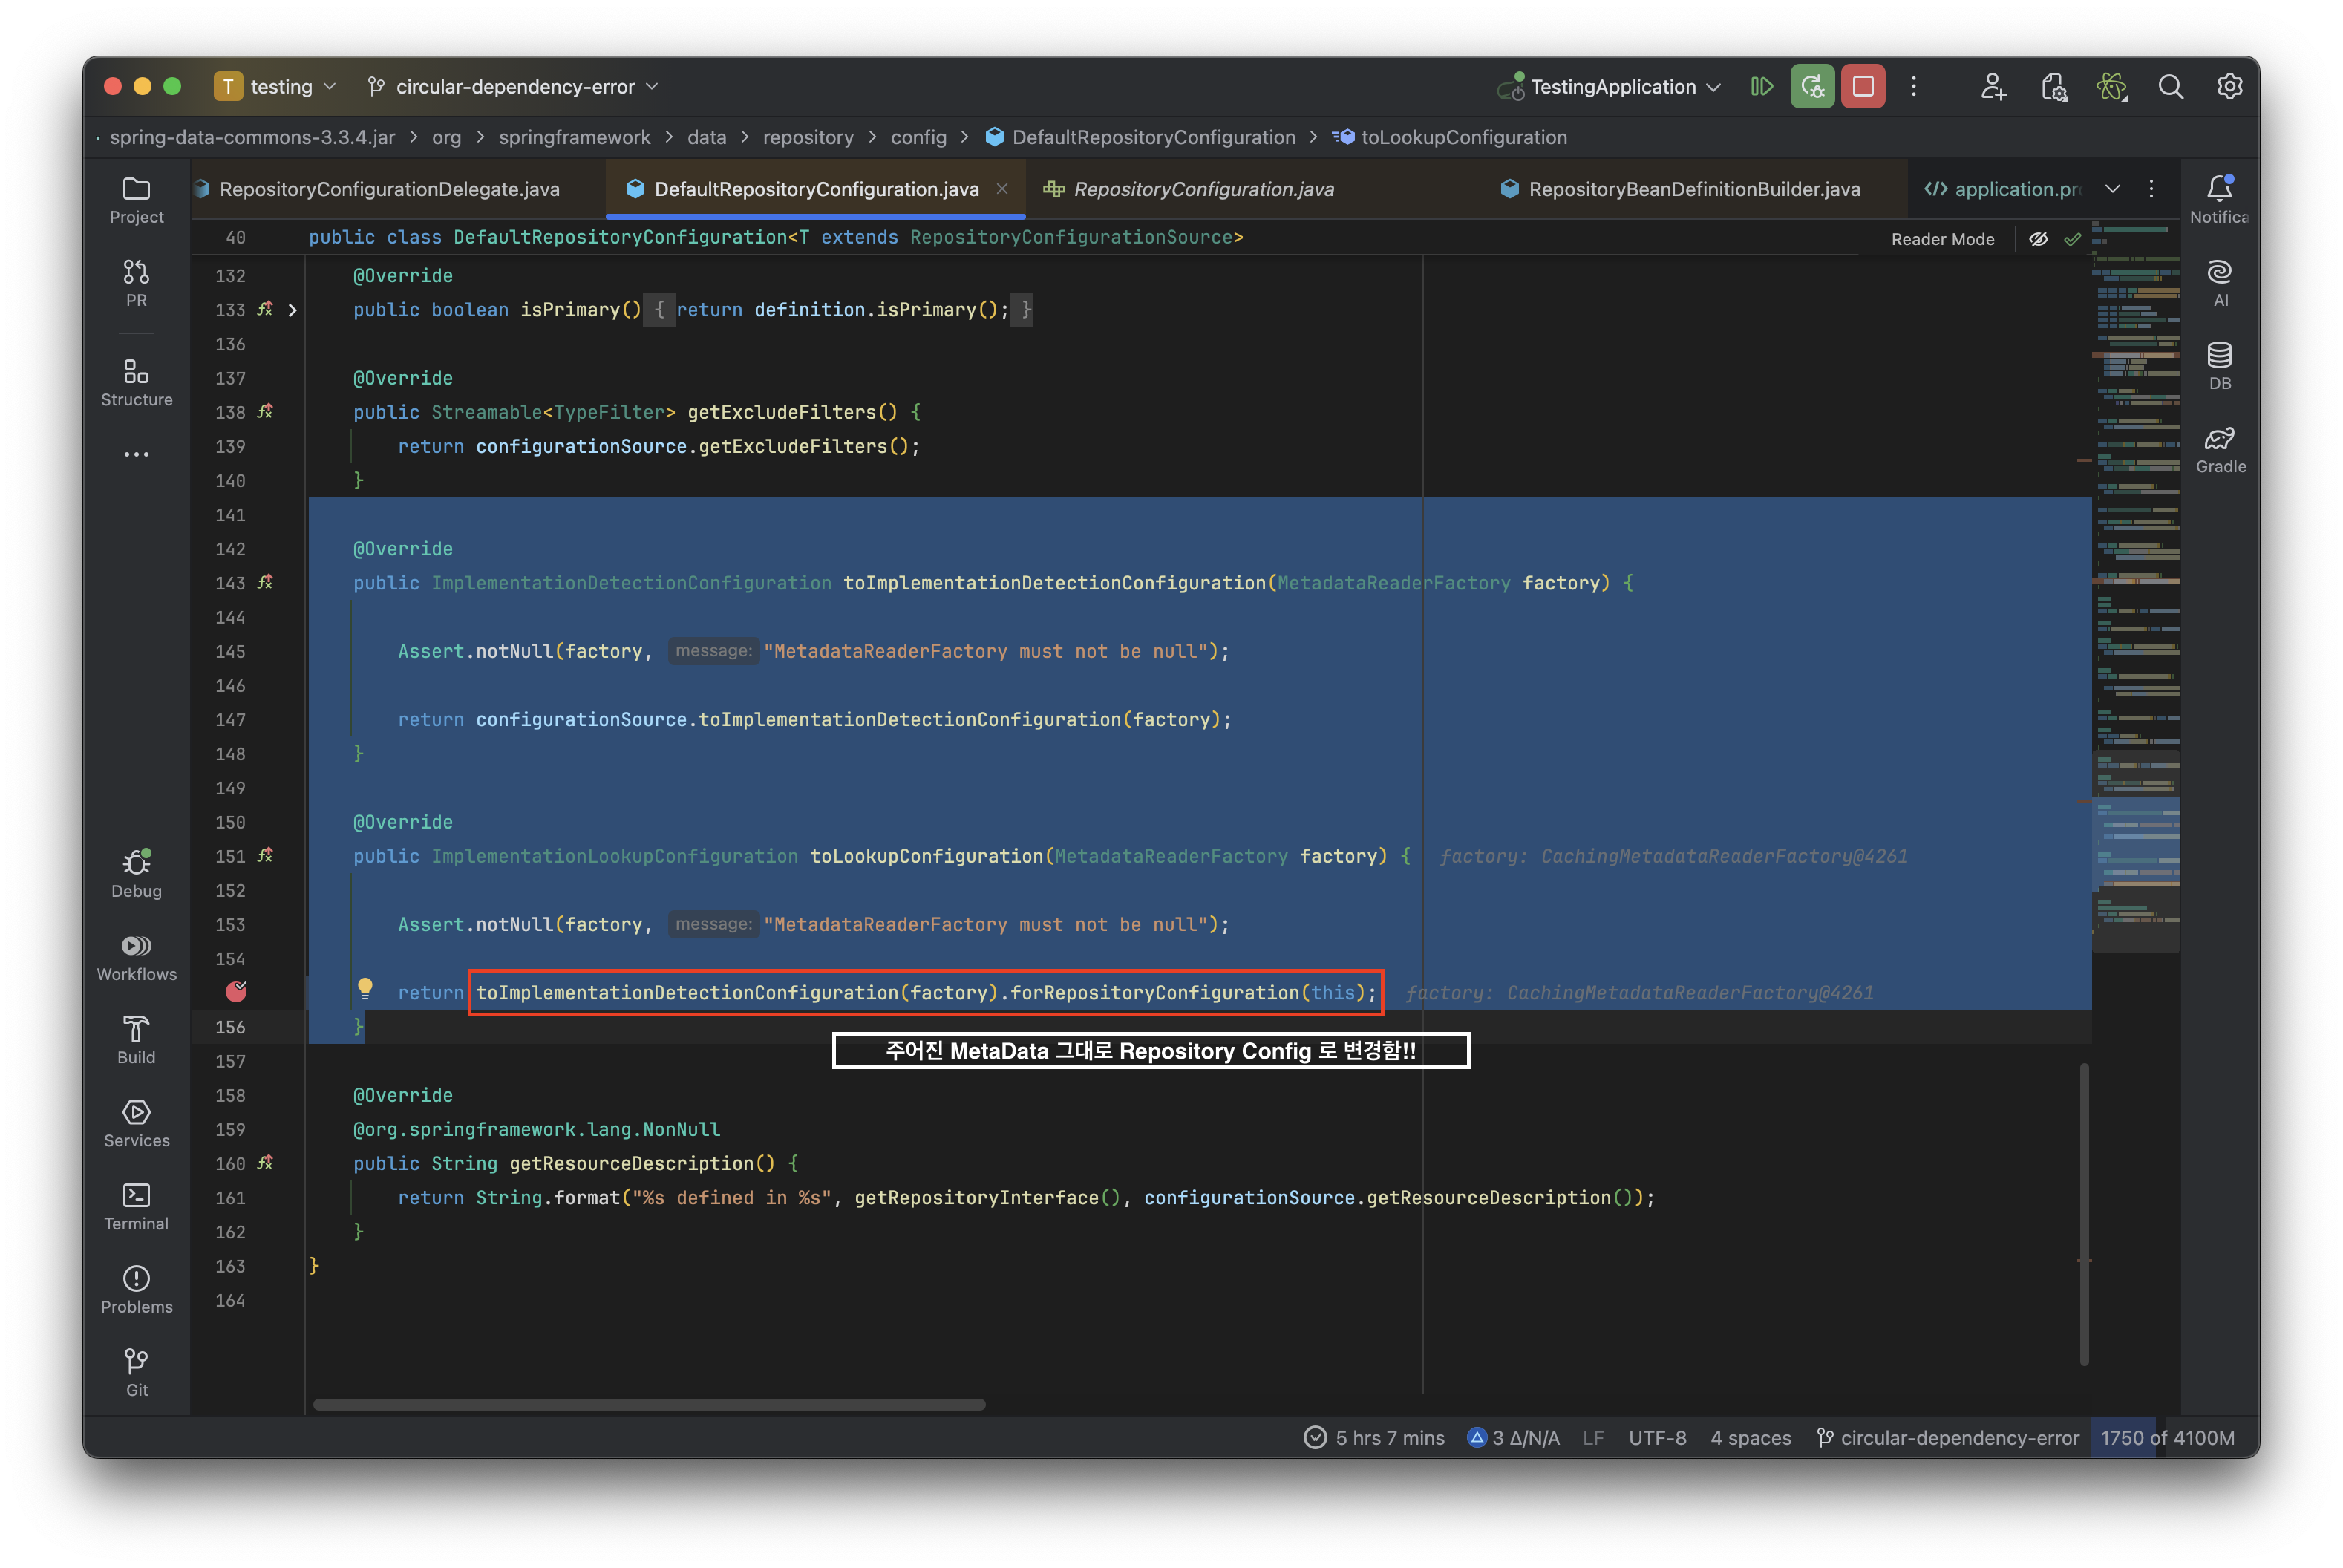 T testing circular-dependency-error TestingApplication
spring-data-commons-3.3.4.jar > org > springframework > data > repository > config > DefaultRepositoryConfiguration > toLookupConfiguration
RepositoryConfigurationDelegate.java DefaultRepositoryConfiguration.java RepositoryConfiguration.java RepositoryBeanDefinitionBuilder.java </> application.pr
Project
PR
Structure
Debug
Workflows
Build
Services
Terminal
Problems
Git
Notifica
AI
DB
Gradle
Reader Mode
40 public class DefaultRepositoryConfiguration<T extends RepositoryConfigurationSource>
132 @Override
133 public boolean isPrimary() { return definition.isPrimary(); }
136
137 @Override
138 public Streamable<TypeFilter> getExcludeFilters() {
139 return configurationSource.getExcludeFilters();
140 }
141
142 @Override
143 public ImplementationDetectionConfiguration toImplementationDetectionConfiguration(MetadataReaderFactory factory) {
144
145 Assert.notNull(factory, message: "MetadataReaderFactory must not be null");
146
147 return configurationSource.toImplementationDetectionConfiguration(factory);
148 }
149
150 @Override
151 public ImplementationLookupConfiguration toLookupConfiguration(MetadataReaderFactory factory) { factory: CachingMetadataReaderFactory@4261
152
153 Assert.notNull(factory, message: "MetadataReaderFactory must not be null");
154
return toImplementationDetectionConfiguration(factory).forRepositoryConfiguration(this); factory: CachingMetadataReaderFactory@4261
156 }
주어진 MetaData 그대로 Repository Config 로 변경함!!
157
158 @Override
159 @org.springframework.lang.NonNull
160 public String getResourceDescription() {
161 return String.format("%s defined in %s", getRepositoryInterface(), configurationSource.getResourceDescription());
162 }
163 }
164
5 hrs 7 mins 3 Δ/N/A LF UTF-8 4 spaces circular-dependency-error 1750 of 4100M